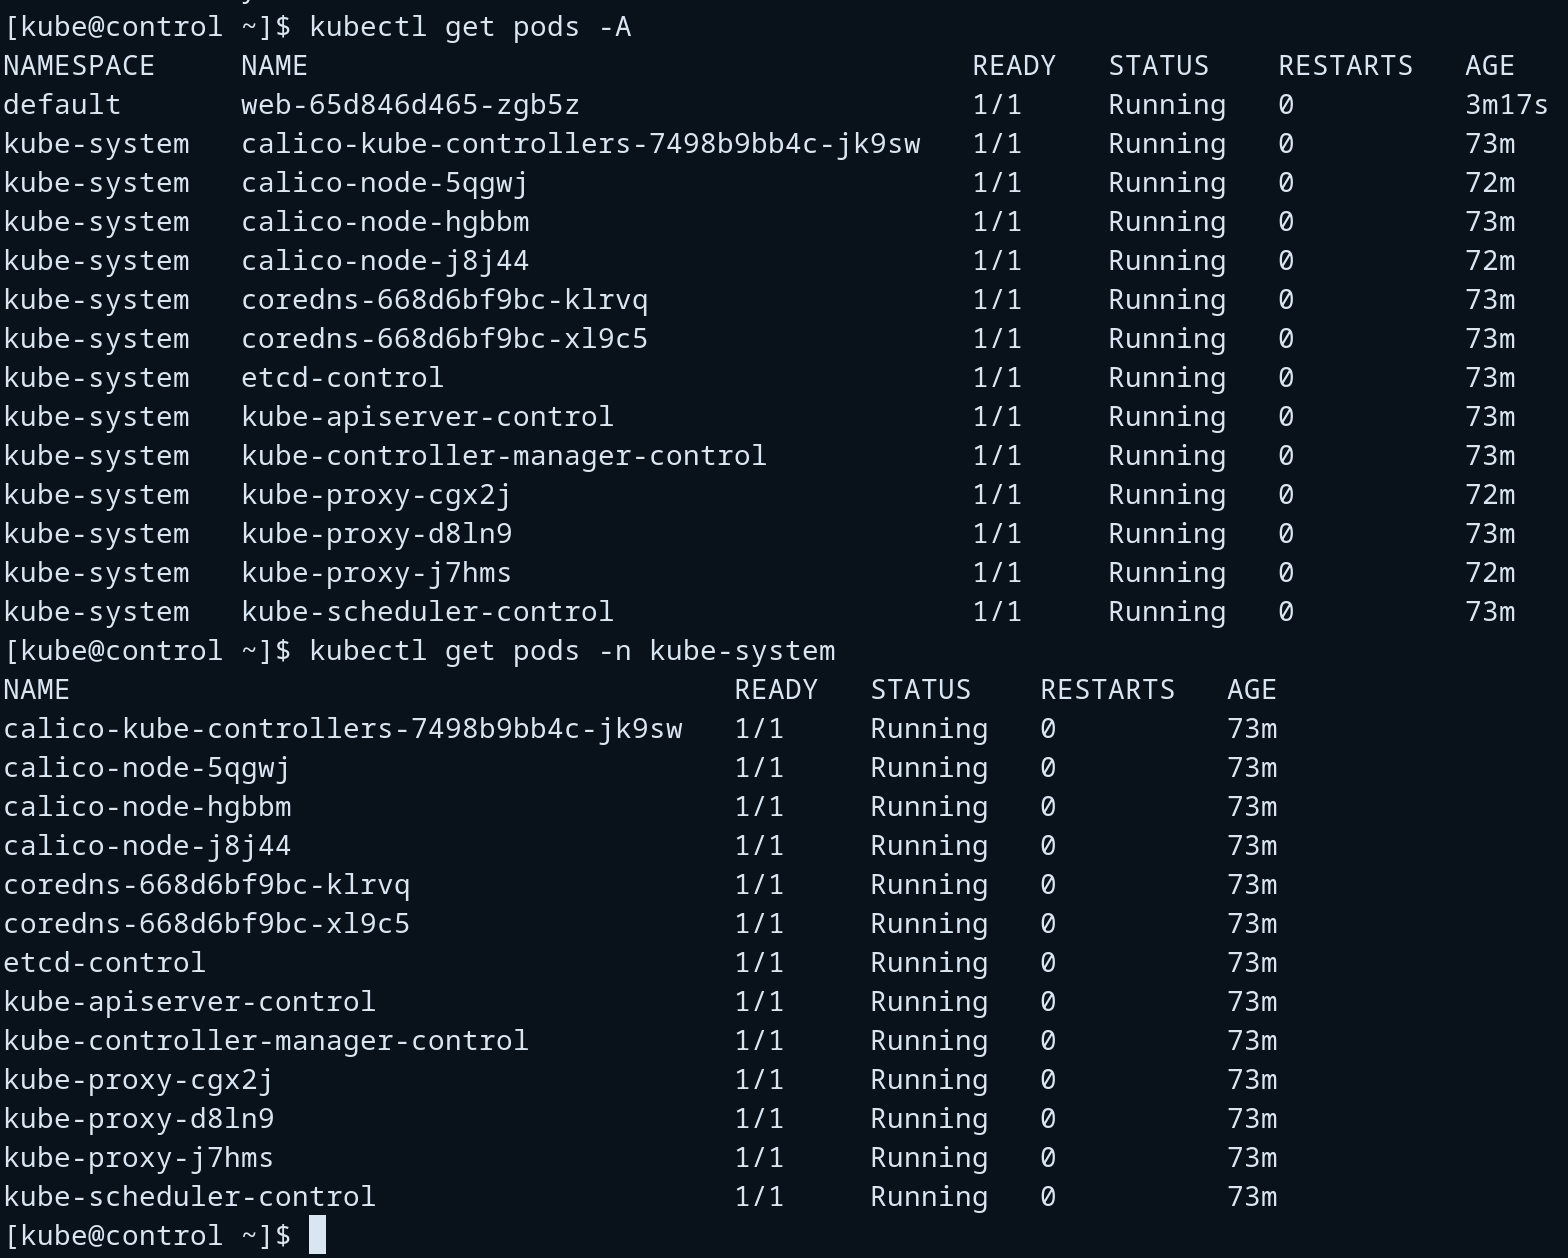 [kube@control ~]$ kubectl get pods -A
NAMESPACE     NAME                                       READY   STATUS    RESTARTS   AGE
default       web-65d846d465-zgb5z                       1/1     Running   0          3m17s
kube-system   calico-kube-controllers-7498b9bb4c-jk9sw   1/1     Running   0          73m
kube-system   calico-node-5qgwj                          1/1     Running   0          72m
kube-system   calico-node-hgbbm                          1/1     Running   0          73m
kube-system   calico-node-j8j44                          1/1     Running   0          72m
kube-system   coredns-668d6bf9bc-klrvq                   1/1     Running   0          73m
kube-system   coredns-668d6bf9bc-xl9c5                   1/1     Running   0          73m
kube-system   etcd-control                               1/1     Running   0          73m
kube-system   kube-apiserver-control                     1/1     Running   0          73m
kube-system   kube-controller-manager-control            1/1     Running   0          73m
kube-system   kube-proxy-cgx2j                           1/1     Running   0          72m
kube-system   kube-proxy-d8ln9                           1/1     Running   0          73m
kube-system   kube-proxy-j7hms                           1/1     Running   0          72m
kube-system   kube-scheduler-control                     1/1     Running   0          73m
[kube@control ~]$ kubectl get pods -n kube-system
NAME                                       READY   STATUS    RESTARTS   AGE
calico-kube-controllers-7498b9bb4c-jk9sw   1/1     Running   0          73m
calico-node-5qgwj                          1/1     Running   0          73m
calico-node-hgbbm                          1/1     Running   0          73m
calico-node-j8j44                          1/1     Running   0          73m
coredns-668d6bf9bc-klrvq                   1/1     Running   0          73m
coredns-668d6bf9bc-xl9c5                   1/1     Running   0          73m
etcd-control                               1/1     Running   0          73m
kube-apiserver-control                     1/1     Running   0          73m
kube-controller-manager-control            1/1     Running   0          73m
kube-proxy-cgx2j                           1/1     Running   0          73m
kube-proxy-d8ln9                           1/1     Running   0          73m
kube-proxy-j7hms                           1/1     Running   0          73m
kube-scheduler-control                     1/1     Running   0          73m
[kube@control ~]$